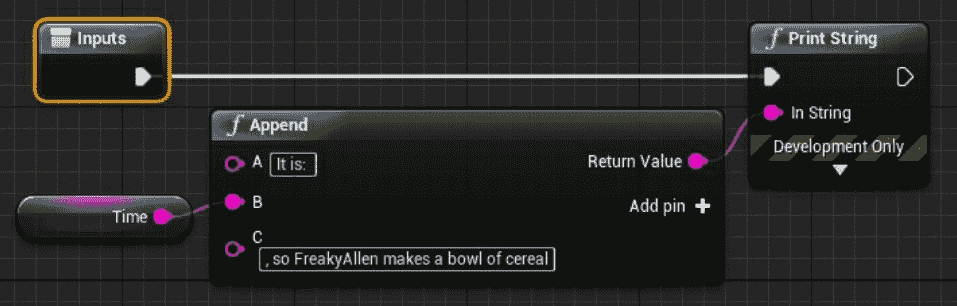 Inputs
f Print String
In String
Development Only
f Append
A It is:
Return Value
Time
B
Add pin +
C
, so FreakyAllen makes a bowl of cereal